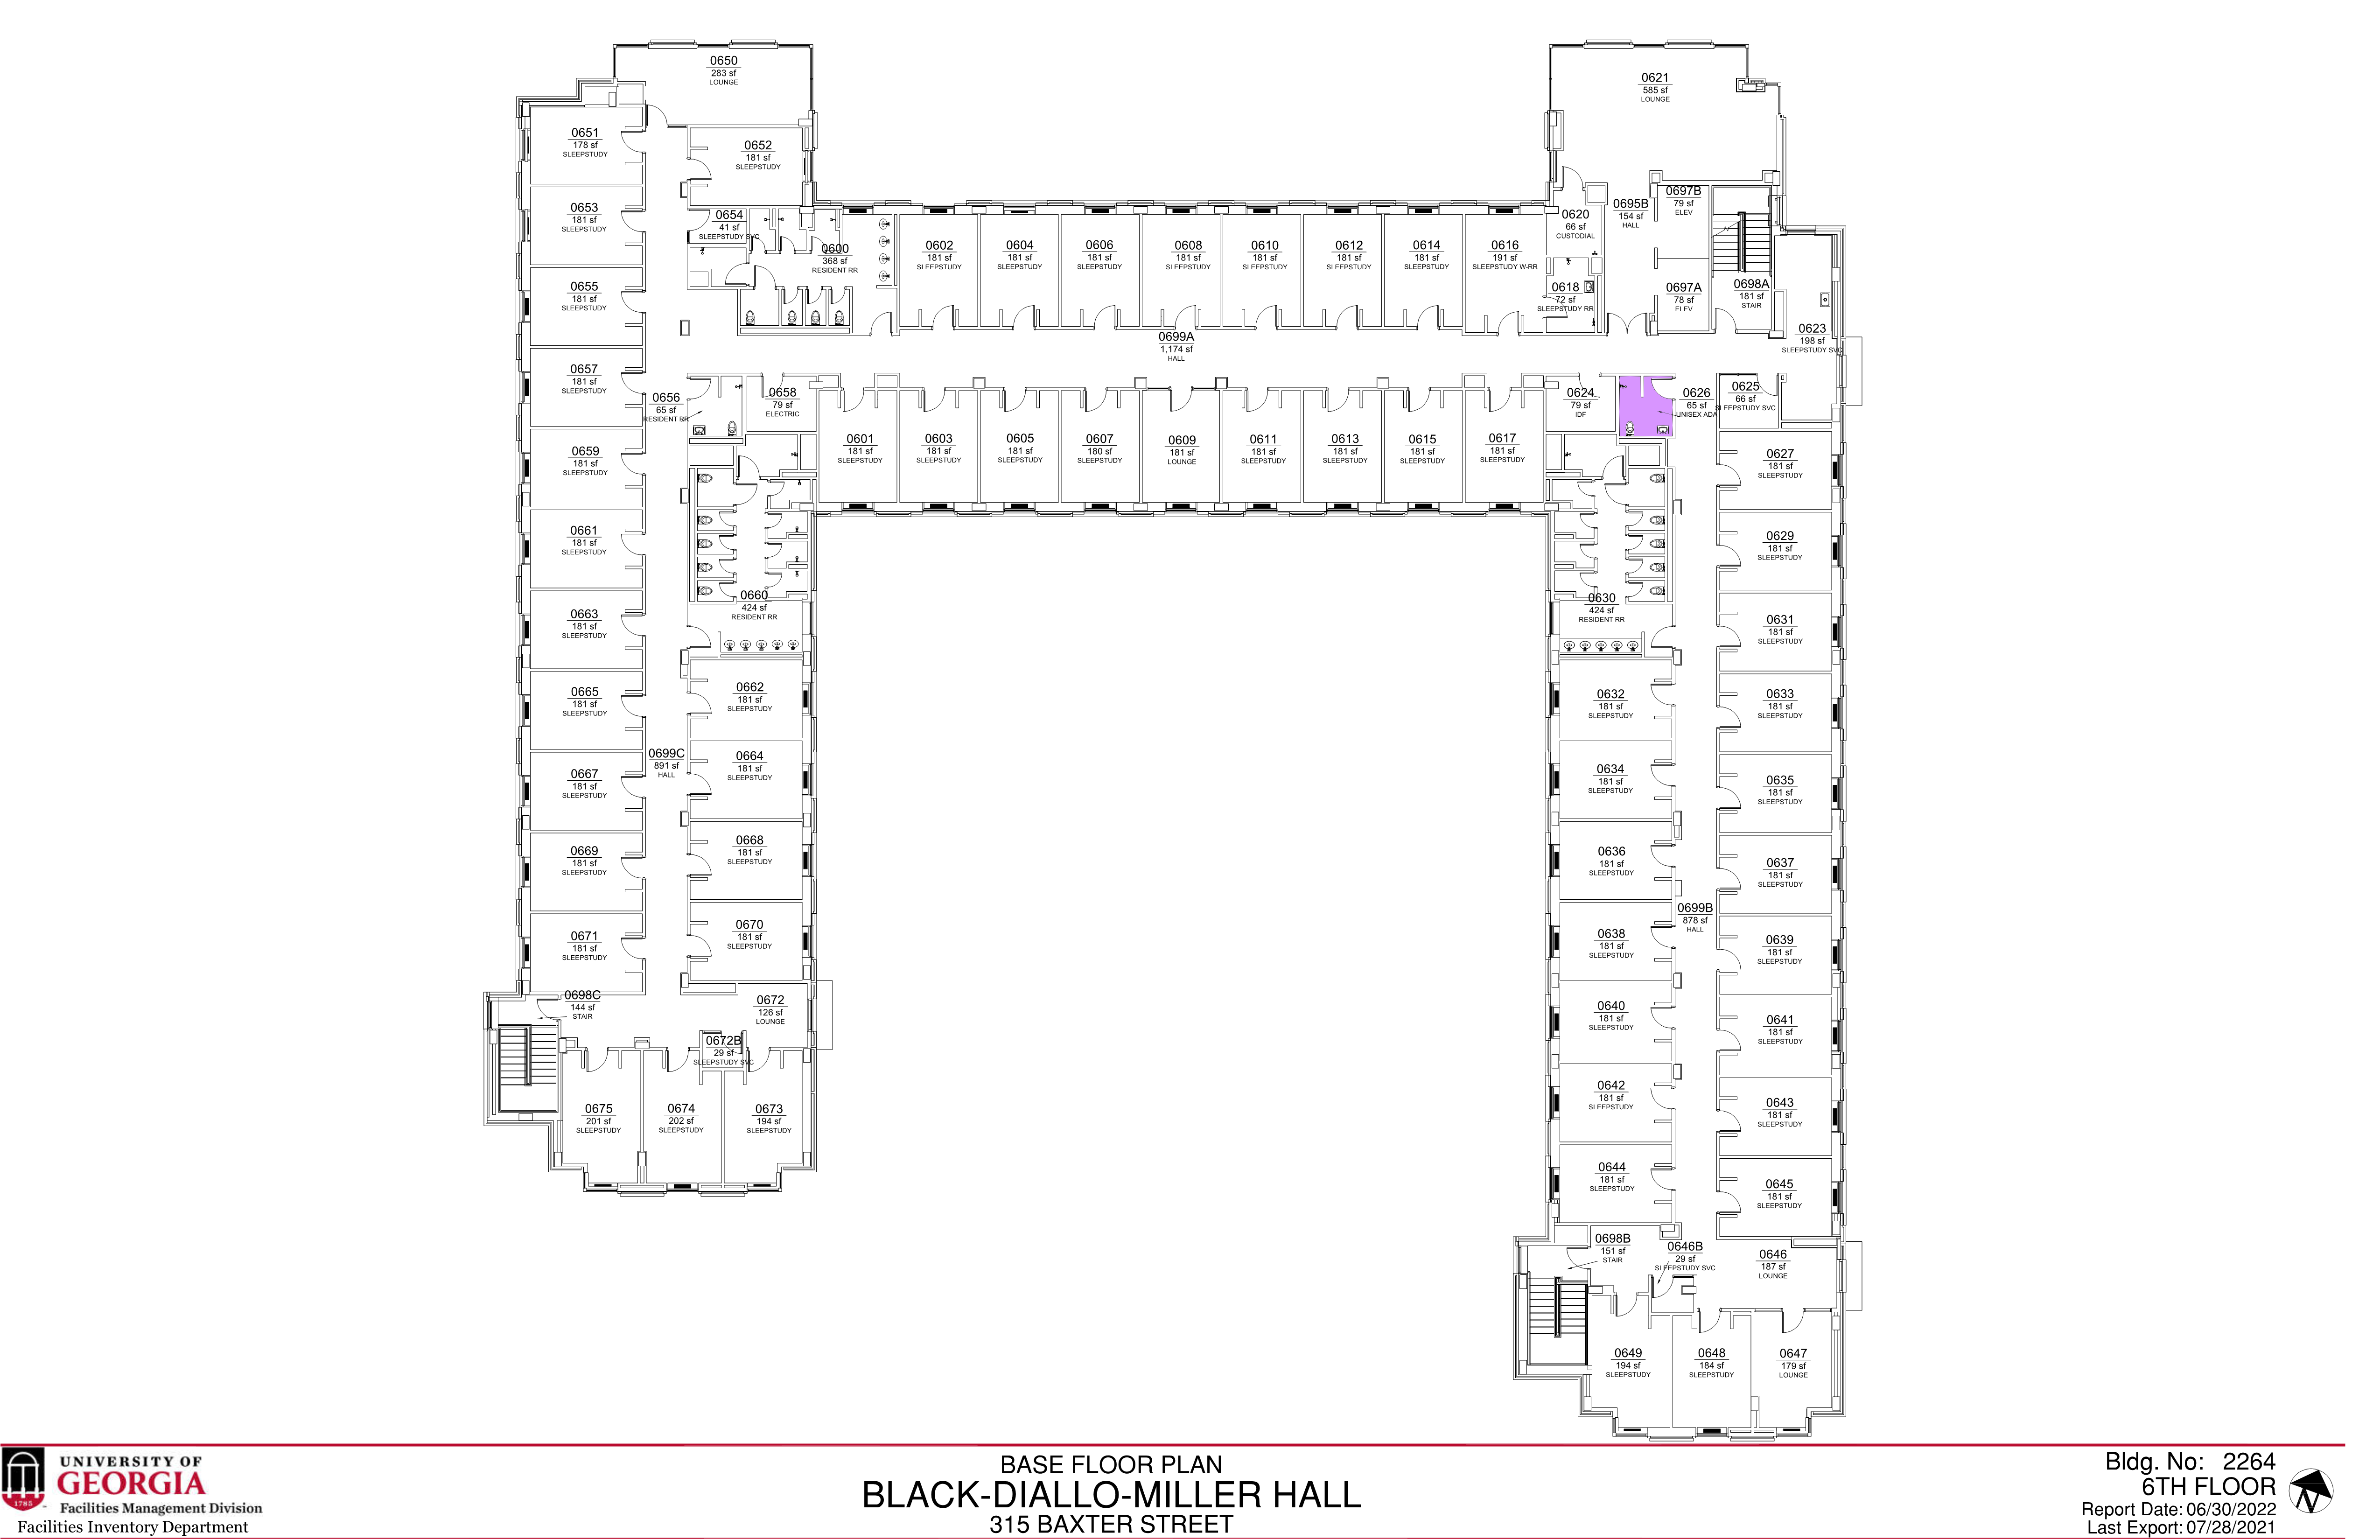 0650
283 sf
LOUNGE
0621
585 sf
LOUNGE
0651
178 sf
SLEEPSTUDY
0652
181 sf
SLEEPSTUDY
0653
181 sf
SLEEPSTUDY
0654
41 sf
SLEEPSTUDY SVC
0600
368 sf
RESIDENT RR
0602
181 sf
SLEEPSTUDY
0604
181 sf
SLEEPSTUDY
0606
181 sf
SLEEPSTUDY
0608
181 sf
SLEEPSTUDY
0610
181 sf
SLEEPSTUDY
0612
181 sf
SLEEPSTUDY
0614
181 sf
SLEEPSTUDY
0616
191 sf
SLEEPSTUDY W-RR
0620
66 sf
CUSTODIAL
0618
72 sf
SLEEPSTUDY RR
0695B
154 sf
HALL
0697B
79 sf
ELEV
0697A
78 sf
ELEV
0698A
181 sf
STAIR
0623
198 sf
SLEEPSTUDY SVC
0655
181 sf
SLEEPSTUDY
0699A
1,174 sf
HALL
0657
181 sf
SLEEPSTUDY
0656
65 sf
RESIDENT RR
0658
79 sf
ELECTRIC
0624
79 sf
IDF
0626
65 sf
UNISEX ADA
0625
66 sf
SLEEPSTUDY SVC
0601
181 sf
SLEEPSTUDY
0603
181 sf
SLEEPSTUDY
0605
181 sf
SLEEPSTUDY
0607
180 sf
SLEEPSTUDY
0609
181 sf
LOUNGE
0611
181 sf
SLEEPSTUDY
0613
181 sf
SLEEPSTUDY
0615
181 sf
SLEEPSTUDY
0617
181 sf
SLEEPSTUDY
0659
181 sf
SLEEPSTUDY
0627
181 sf
SLEEPSTUDY
0661
181 sf
SLEEPSTUDY
0629
181 sf
SLEEPSTUDY
0660
424 sf
RESIDENT RR
0630
424 sf
RESIDENT RR
0663
181 sf
SLEEPSTUDY
0631
181 sf
SLEEPSTUDY
0665
181 sf
SLEEPSTUDY
0662
181 sf
SLEEPSTUDY
0632
181 sf
SLEEPSTUDY
0633
181 sf
SLEEPSTUDY
0699C
891 sf
HALL
0667
181 sf
SLEEPSTUDY
0664
181 sf
SLEEPSTUDY
0634
181 sf
SLEEPSTUDY
0635
181 sf
SLEEPSTUDY
0669
181 sf
SLEEPSTUDY
0668
181 sf
SLEEPSTUDY
0636
181 sf
SLEEPSTUDY
0637
181 sf
SLEEPSTUDY
0699B
878 sf
HALL
0671
181 sf
SLEEPSTUDY
0670
181 sf
SLEEPSTUDY
0638
181 sf
SLEEPSTUDY
0639
181 sf
SLEEPSTUDY
0698C
144 sf
STAIR
0672
126 sf
LOUNGE
0672B
29 sf
SLEEPSTUDY SVC
0640
181 sf
SLEEPSTUDY
0641
181 sf
SLEEPSTUDY
0675
201 sf
SLEEPSTUDY
0674
202 sf
SLEEPSTUDY
0673
194 sf
SLEEPSTUDY
0642
181 sf
SLEEPSTUDY
0643
181 sf
SLEEPSTUDY
0644
181 sf
SLEEPSTUDY
0645
181 sf
SLEEPSTUDY
0698B
151 sf
STAIR
0646B
29 sf
SLEEPSTUDY SVC
0646
187 sf
LOUNGE
0649
194 sf
SLEEPSTUDY
0648
184 sf
SLEEPSTUDY
0647
179 sf
LOUNGE
1785
UNIVERSITY OF
GEORGIA
Facilities Management Division
Facilities Inventory Department
BASE FLOOR PLAN
BLACK-DIALLO-MILLER HALL
315 BAXTER STREET
Bldg. No: 2264
6TH FLOOR
Report Date: 06/30/2022
Last Export: 07/28/2021
N